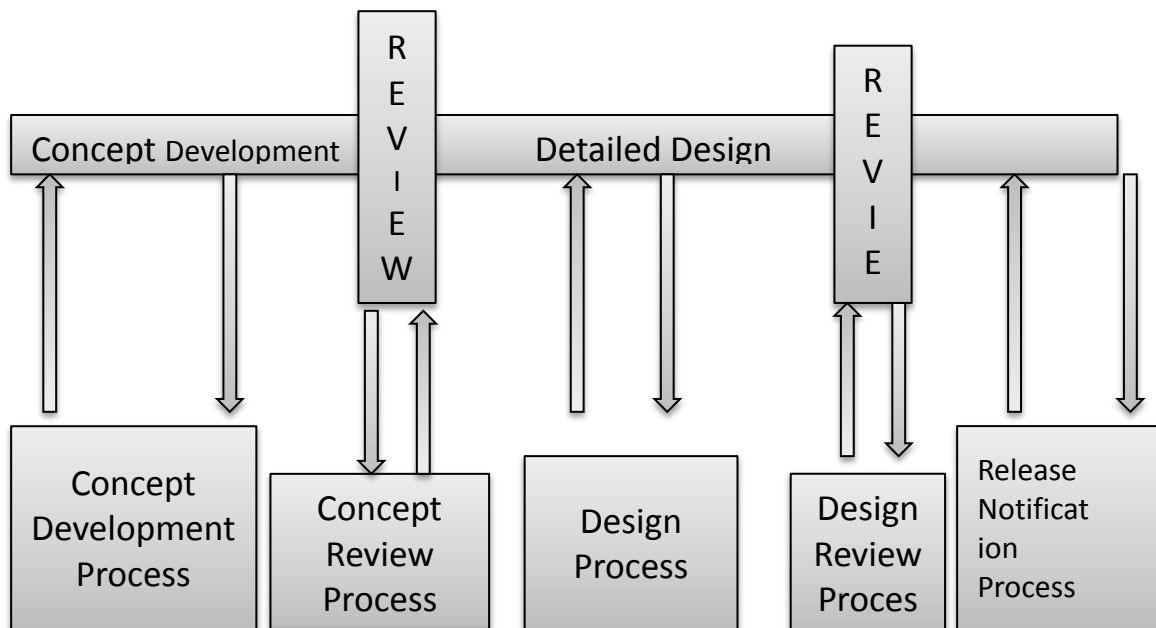 R
E
V
I
E
W
R
E
V
I
E
Concept Development
Detailed Design
Concept
Development
Process
Concept
Review
Process
Design
Process
Design
Review
Proces
Release
Notificat
ion
Process